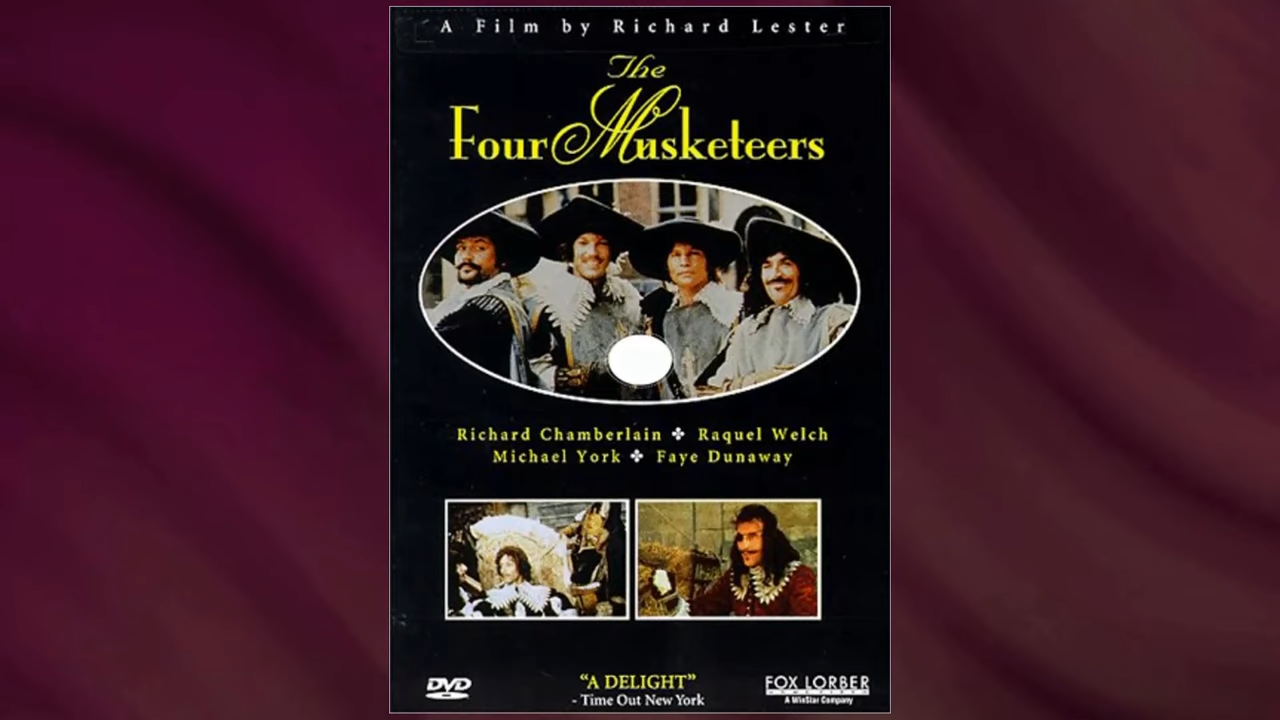 A Film by Richard Lester
The
Four Musketeers
Richard Chamberlain ✤ Raquel Welch
Michael York ✤ Faye Dunaway
"A DELIGHT"
- Time Out New York
DVD
FOX LORBER
A WinStar Company